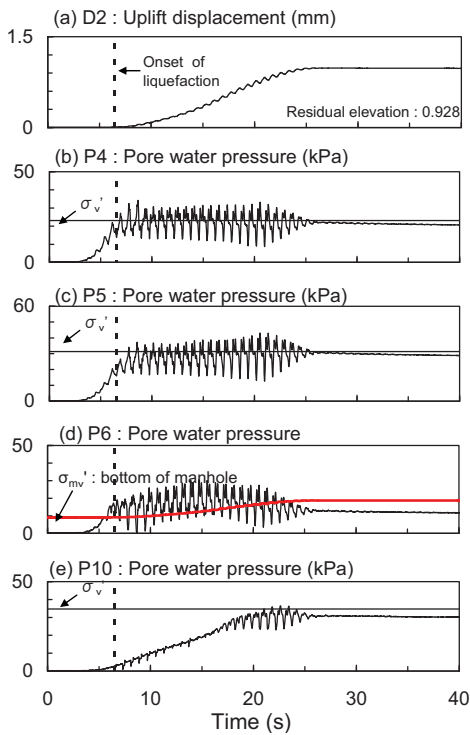 (a) D2 : Uplift displacement (mm)
1.5
Onset of
liquefaction
Residual elevation : 0.928
0
(b) P4 : Pore water pressure (kPa)
50
σv'
0
(c) P5 : Pore water pressure (kPa)
60
σv'
0
(d) P6 : Pore water pressure
50
σmv' : bottom of manhole
0
(e) P10 : Pore water pressure (kPa)
50
σv'
0
0 10 20 30 40
Time (s)